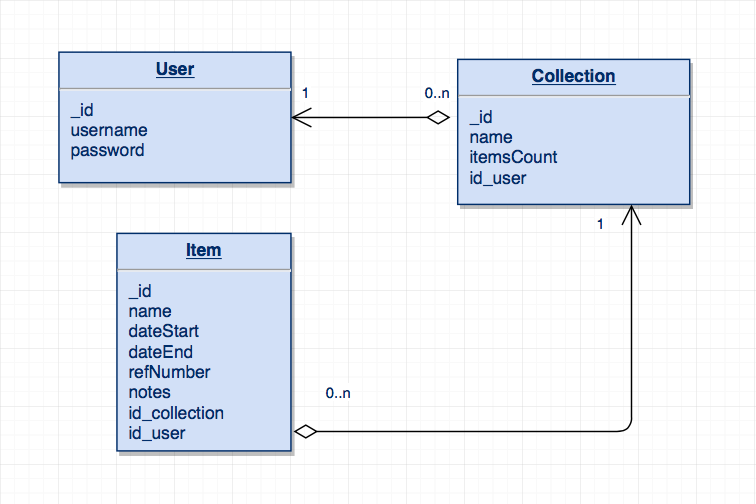 User
_id
username
password
1
0..n
Collection
_id
name
itemsCount
id_user
1
Item
_id
name
dateStart
dateEnd
refNumber
notes
id_collection
id_user
0..n